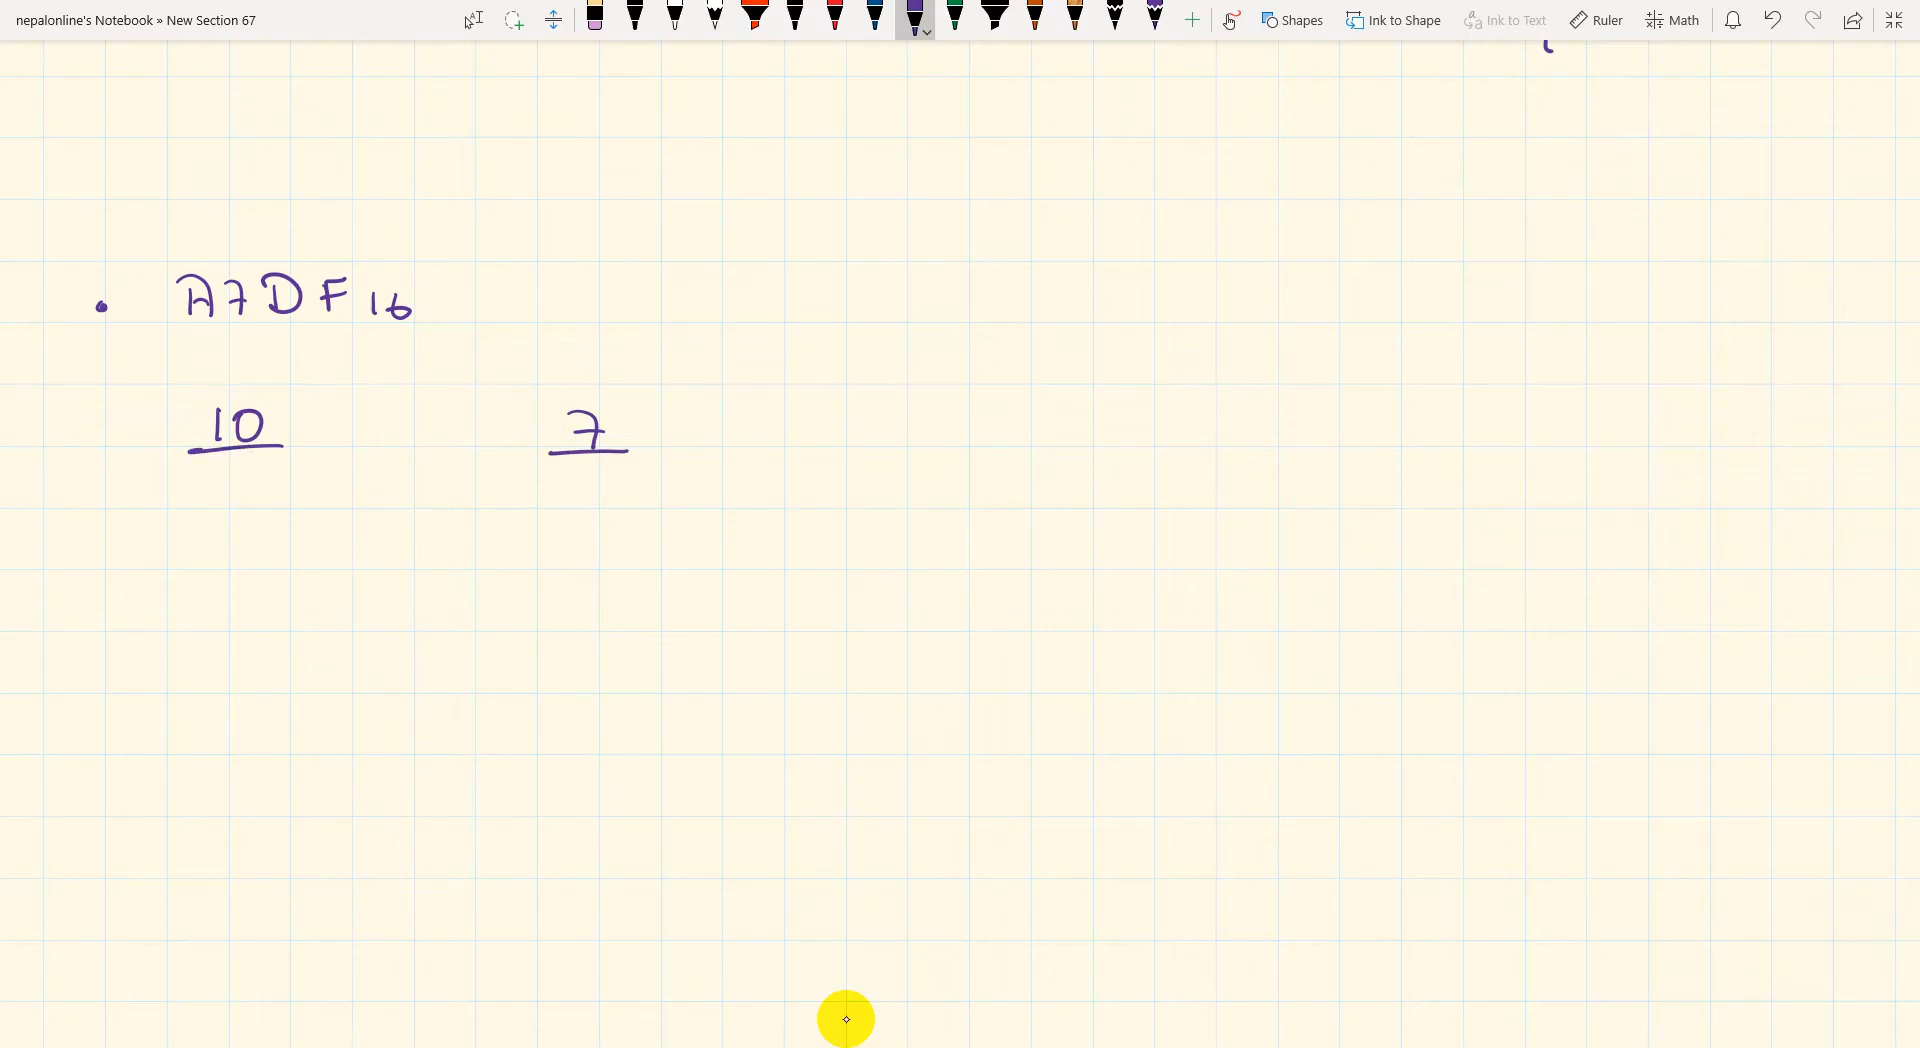 nepalonline's Notebook » New Section 67 Shapes Ink to Shape Ink to Text Ruler Math
• A7DF16
10 7